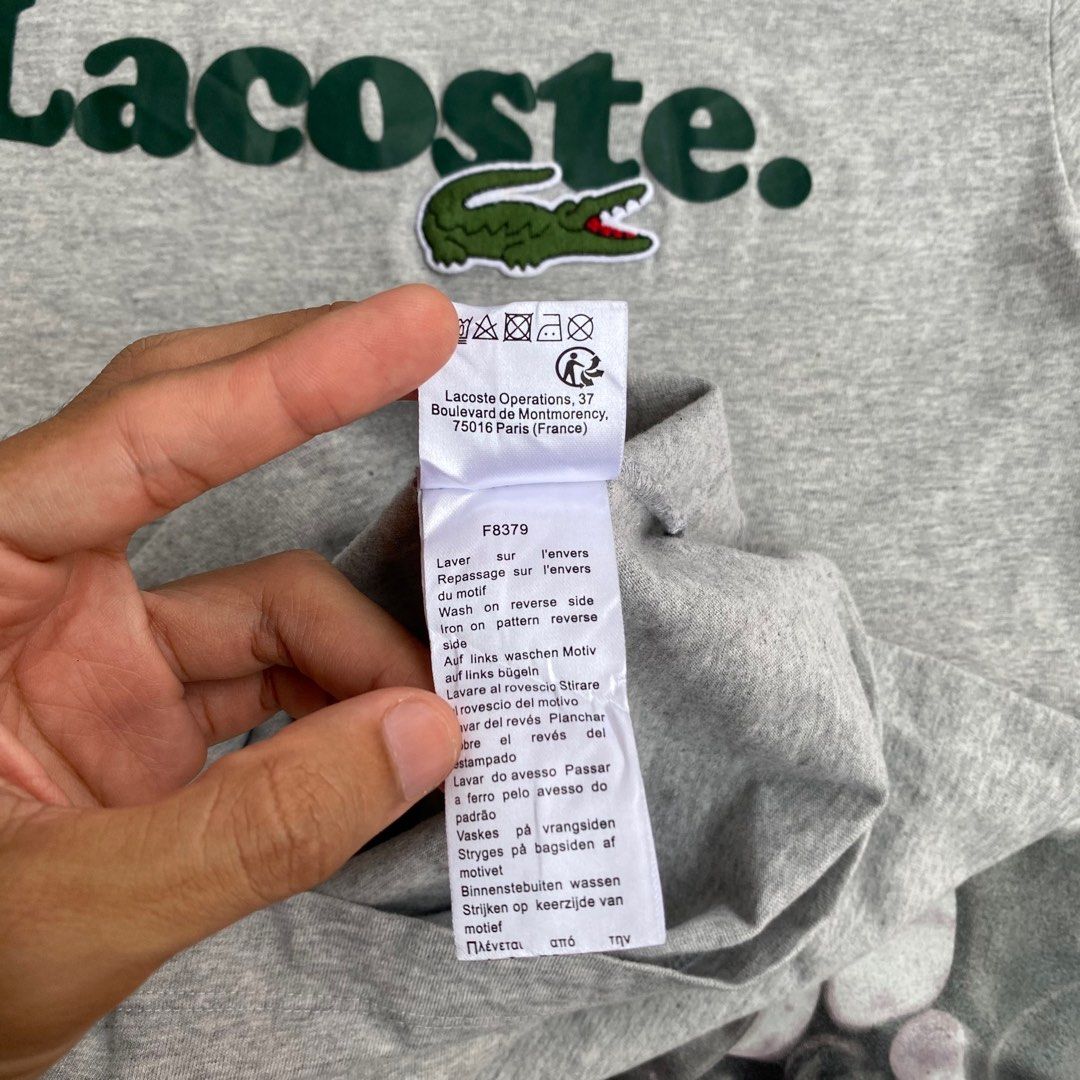 Lacoste.
Lacoste Operations, 37
Boulevard de Montmorency,
75016 Paris (France)
F8379
Laver sur l'envers
Repassage sur l'envers
du motif
Wash on reverse side
Iron on pattern reverse
side
Auf links waschen Motiv
auf links bügeln
Lavare al rovescio Stirare
rovescio del motivo
del revés Planchar
el revés del
estampado
Lavar do avesso Passar
a ferro pelo avesso do
padrão
Vaskes på vrangsiden
Stryges på bagsiden af
motivet
Binnenstebuiten wassen
Strijken op keerzijde van
motief
Πλένεται από την